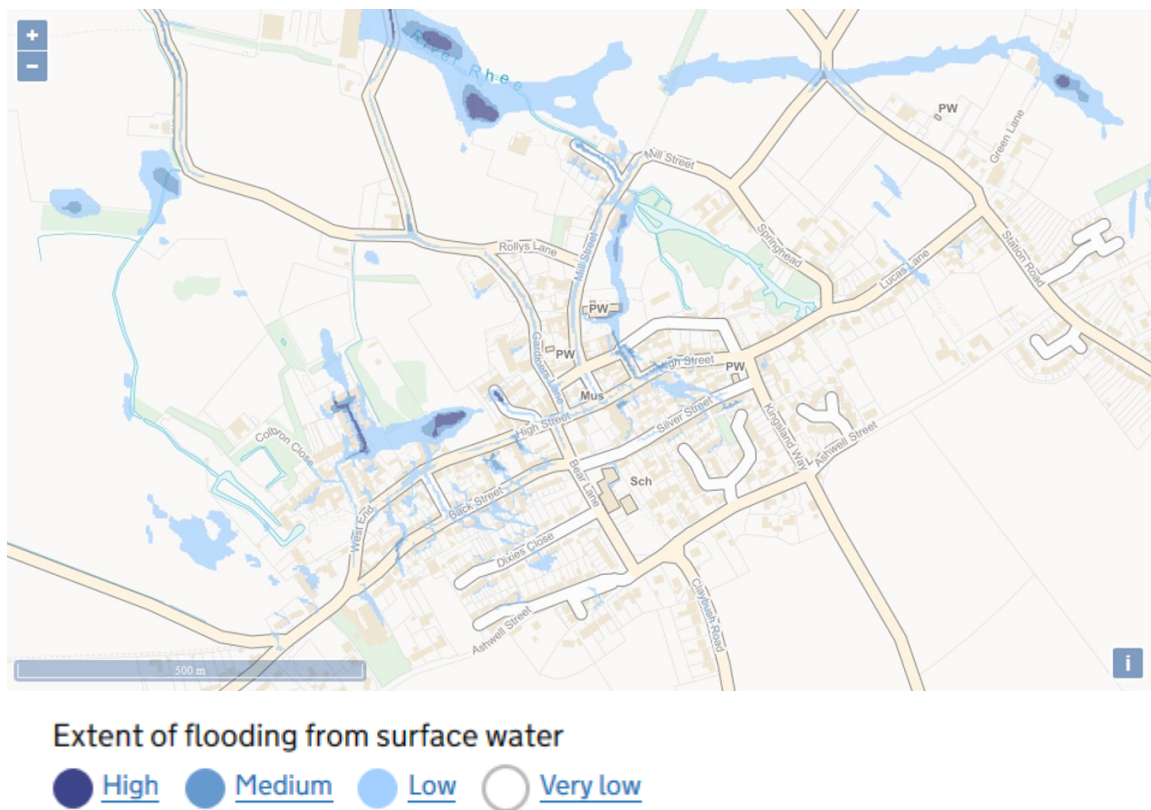 +
−
River Rhee
PW
Green Lane
Mill Street
Springhead
Station Road
Lucas Lane
Rollys Lane
Mill Street
PW
Gardiners Lane
PW
High Street
PW
Mus
Silver Street
High Street
Kingsland Way
Colbron Close
Ashwell Street
Bear Lane
Sch
Back Street
West End
Dixies Close
Ashwell Street
Claybush Road
500 m
i
Extent of flooding from surface water
High Medium Low Very low